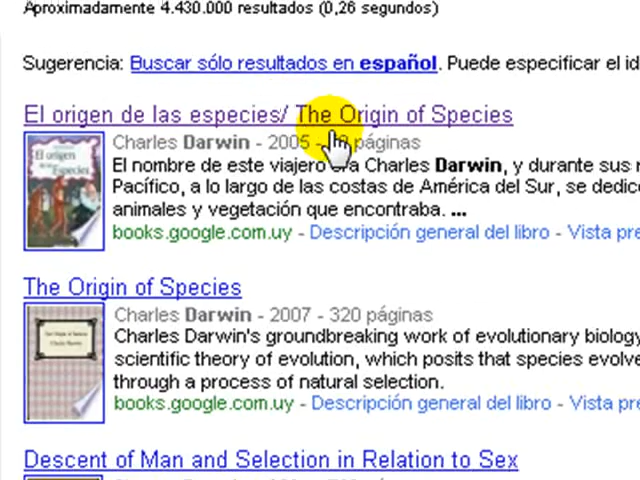 Aproximadamente 4.430.000 resultados (0,26 segundos)
Sugerencia: Buscar sólo resultados en español. Puede especificar el id
El origen de las especies/ The Origin of Species
Charles Darwin - 2005 - páginas
El origen
Especies
El nombre de este viajero era Charles Darwin, y durante sus
Pacífico, a lo largo de las costas de América del Sur, se dedic
animales y vegetación que encontraba. ...
books.google.com.uy - Descripción general del libro - Vista pre
The Origin of Species
Charles Darwin - 2007 - 320 páginas
Charles Darwin's groundbreaking work of evolutionary biology
scientific theory of evolution, which posits that species evolve
through a process of natural selection.
books.google.com.uy - Descripción general del libro - Vista pre
Descent of Man and Selection in Relation to Sex